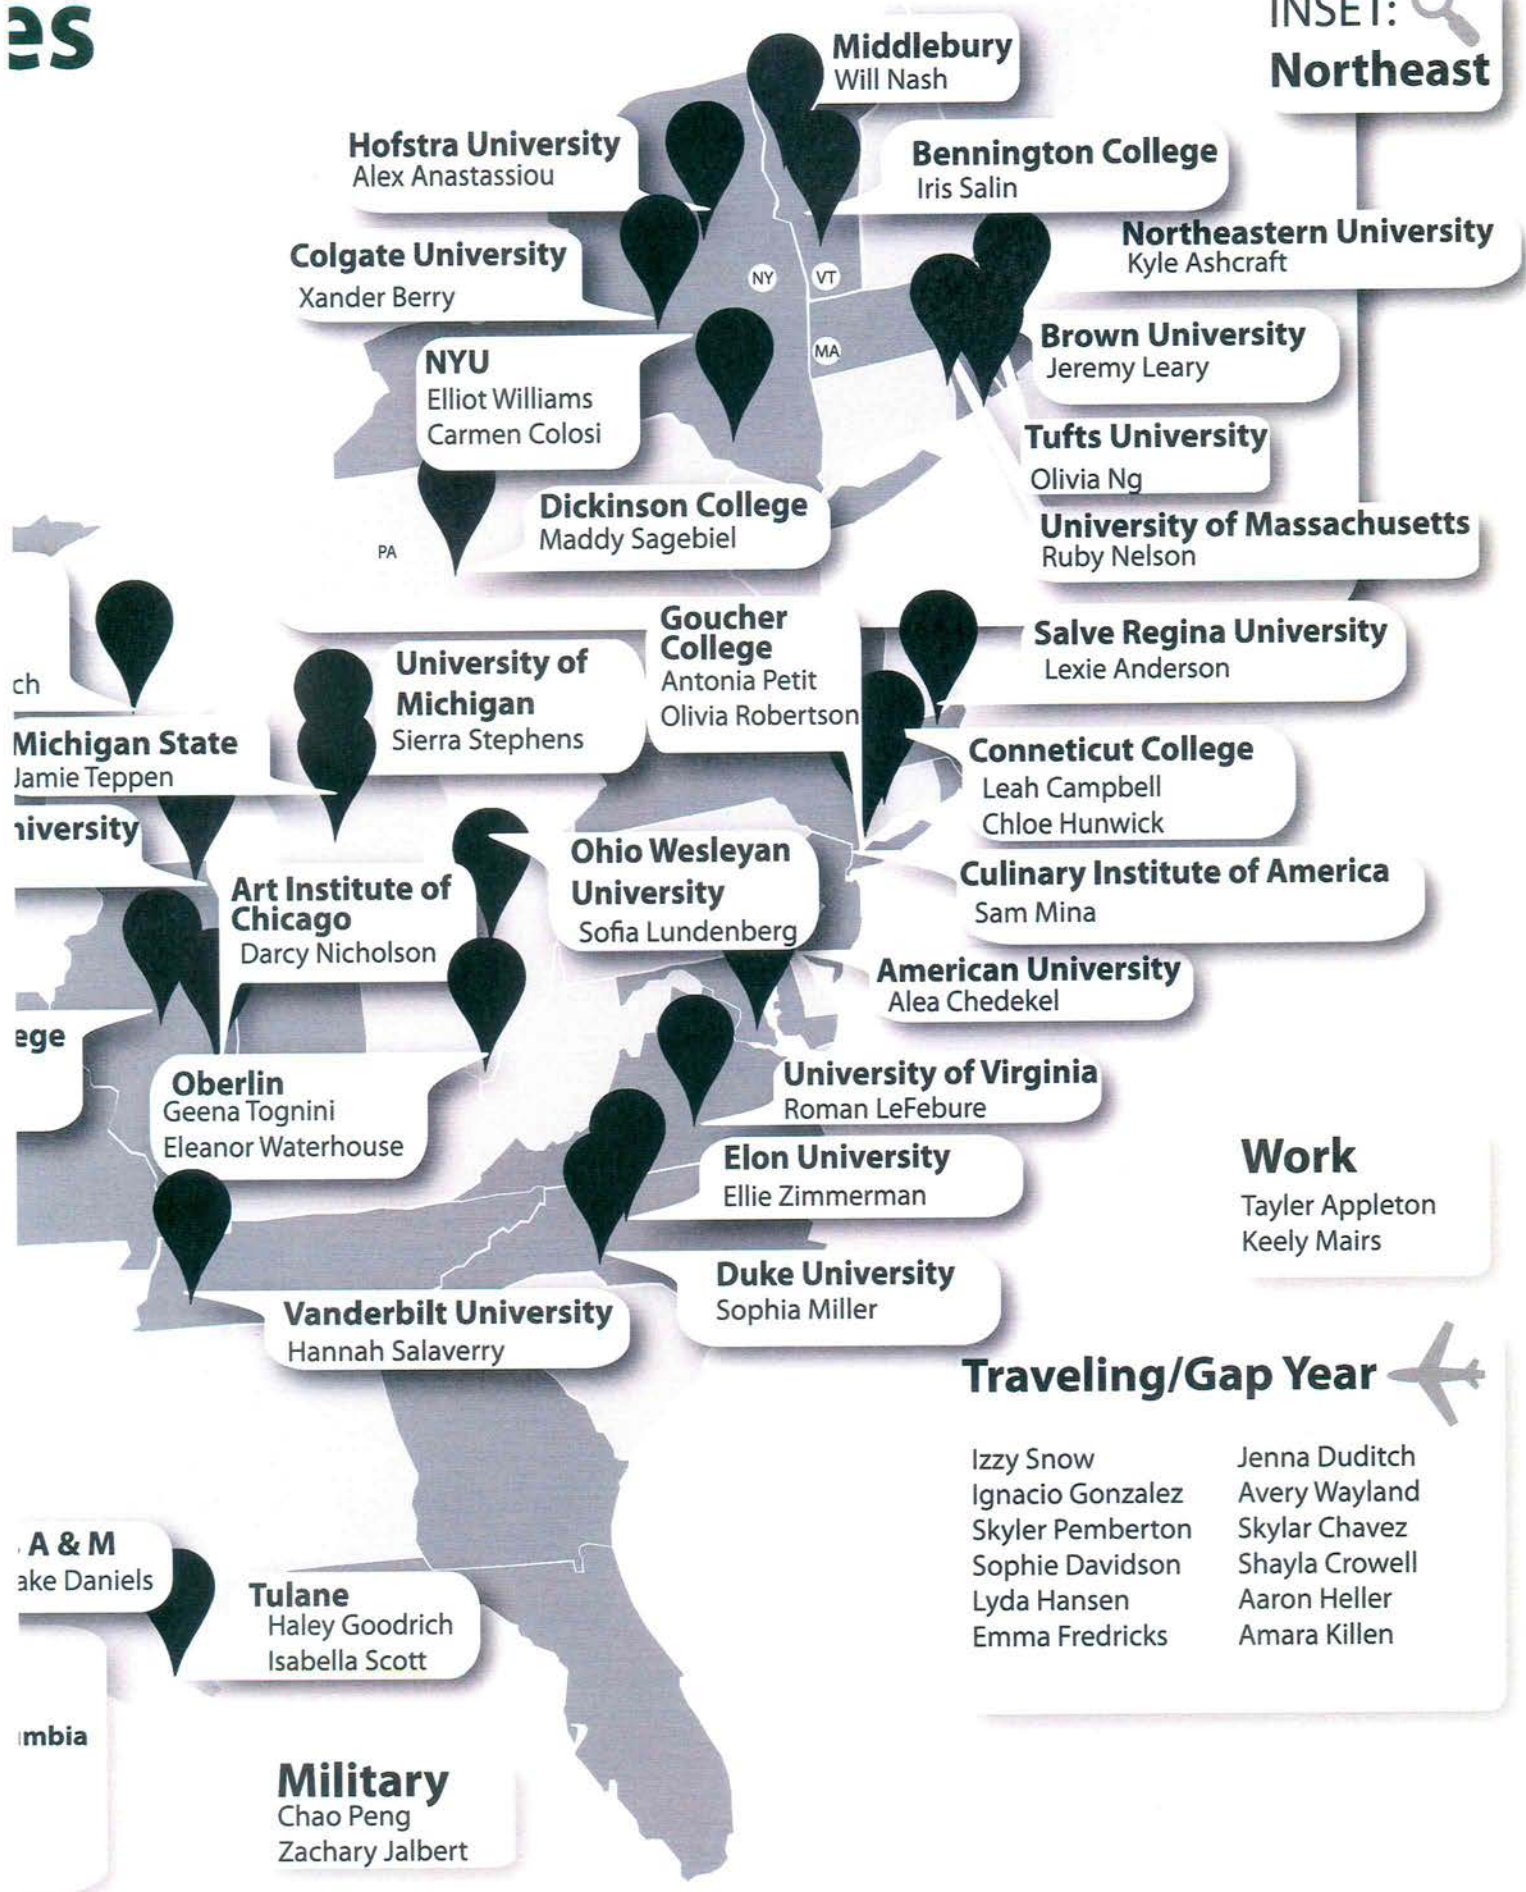 es
INSET:
Northeast
Middlebury
Will Nash
Hofstra University
Alex Anastassiou
Bennington College
Iris Salin
Colgate University
Xander Berry
Northeastern University
Kyle Ashcraft
NY
VT
MA
NYU
Elliot Williams
Carmen Colosi
Brown University
Jeremy Leary
Tufts University
Olivia Ng
Dickinson College
Maddy Sagebiel
PA
University of Massachusetts
Ruby Nelson
Goucher
College
Antonia Petit
Olivia Robertson
Salve Regina University
Lexie Anderson
University of
Michigan
Sierra Stephens
ch
Michigan State
Jamie Teppen
Conneticut College
Leah Campbell
Chloe Hunwick
niversity
Ohio Wesleyan
University
Sofia Lundenberg
Art Institute of
Chicago
Darcy Nicholson
Culinary Institute of America
Sam Mina
American University
Alea Chedekel
ege
Oberlin
Geena Tognini
Eleanor Waterhouse
University of Virginia
Roman LeFebure
Elon University
Ellie Zimmerman
Work
Tayler Appleton
Keely Mairs
Duke University
Sophia Miller
Vanderbilt University
Hannah Salaverry
Traveling/Gap Year
Izzy Snow
Ignacio Gonzalez
Skyler Pemberton
Sophie Davidson
Lyda Hansen
Emma Fredricks
Jenna Duditch
Avery Wayland
Skylar Chavez
Shayla Crowell
Aaron Heller
Amara Killen
A & M
ake Daniels
Tulane
Haley Goodrich
Isabella Scott
mbia
Military
Chao Peng
Zachary Jalbert